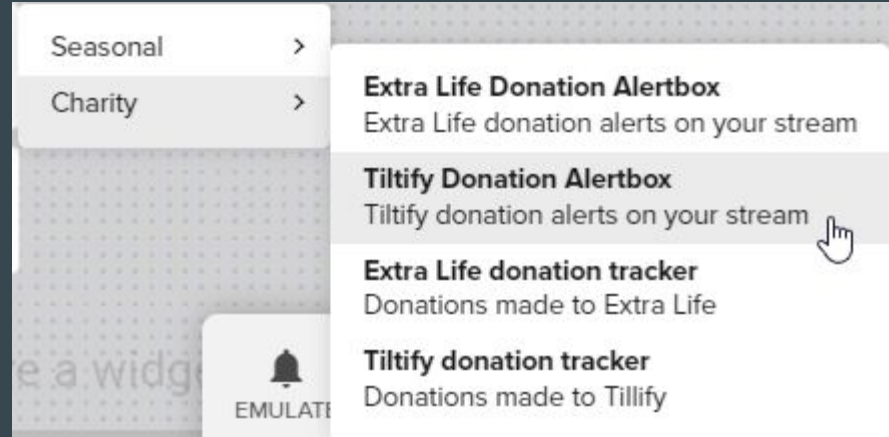 Seasonal
Charity
Extra Life Donation Alertbox
Extra Life donation alerts on your stream
Tiltify Donation Alertbox
Tiltify donation alerts on your stream
Extra Life donation tracker
Donations made to Extra Life
Tiltify donation tracker
Donations made to Tillify
e a widg
EMULATE